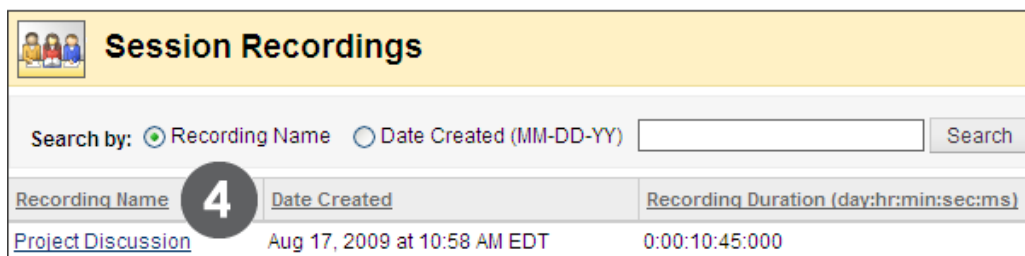 Session Recordings
Search by: Recording Name Date Created (MM-DD-YY) Search
Recording Name 4 Date Created Recording Duration (day:hr:min:sec:ms)
Project Discussion Aug 17, 2009 at 10:58 AM EDT 0:00:10:45:000